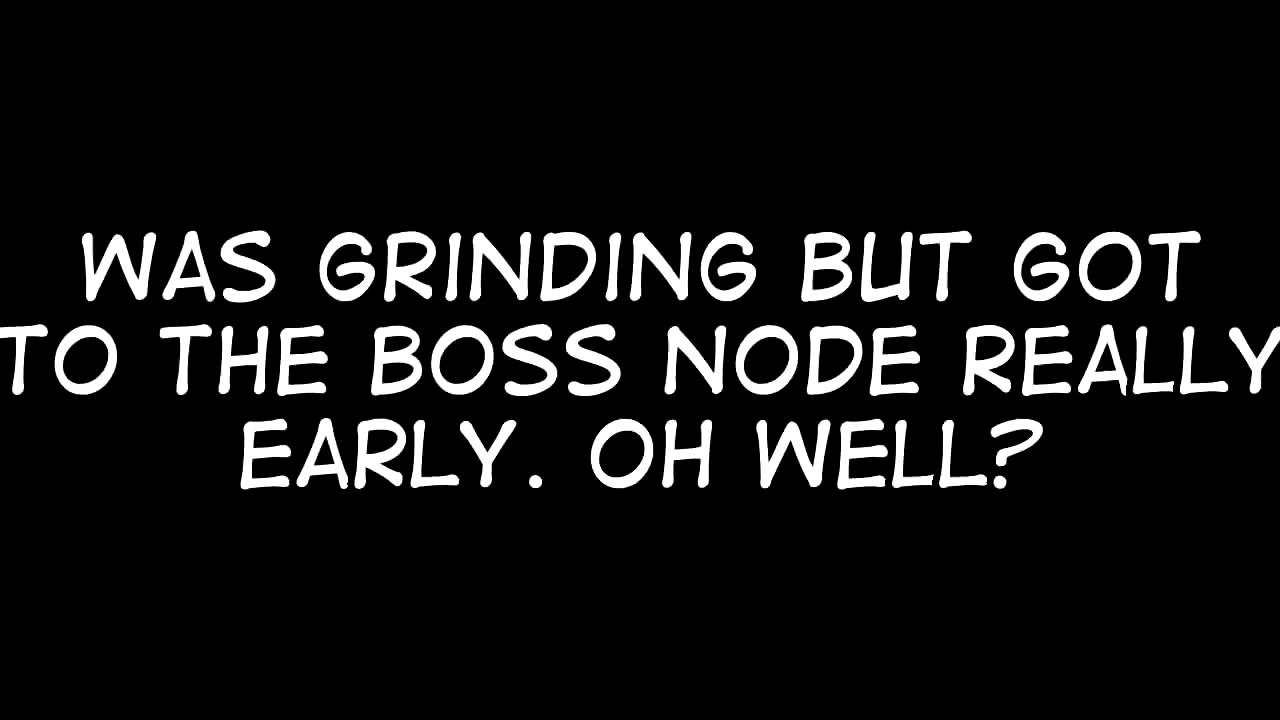 WAS GRINDING BUT GOT
TO THE BOSS NODE REALLY
EARLY. OH WELL?